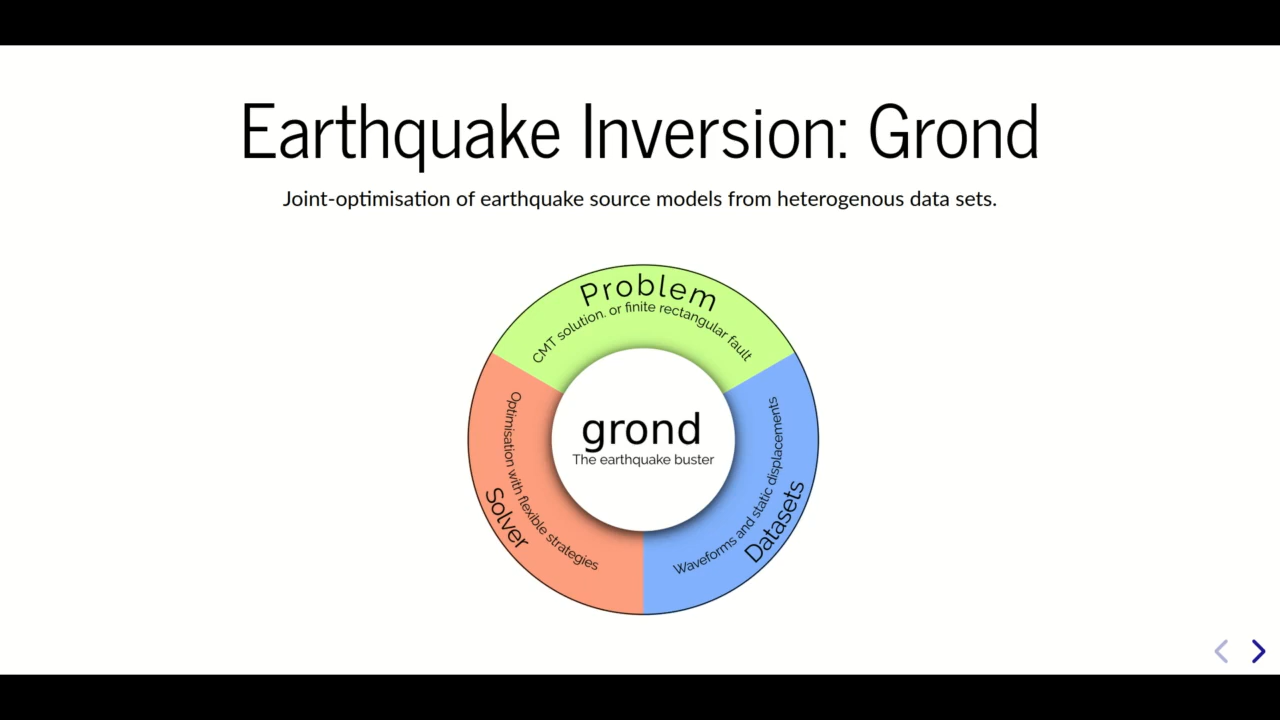 Earthquake Inversion: Grond
Joint-optimisation of earthquake source models from heterogenous data sets.
Problem
CMT solution, or finite rectangular fault
grond
The earthquake buster
Solver
Optimisation with flexible strategies
Waveforms and static displacements
Datasets